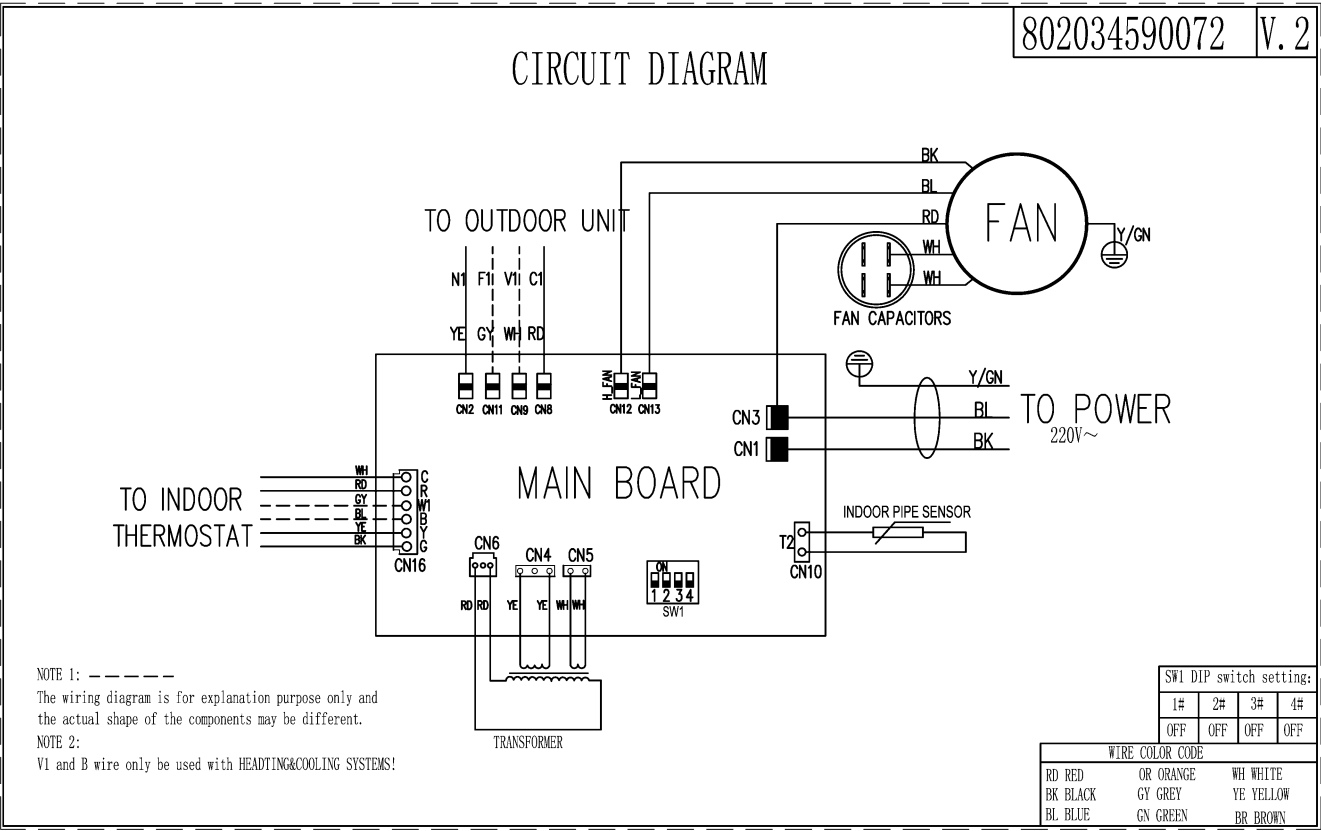 802034590072 V.2
CIRCUIT DIAGRAM
BK
BL
RD
WH
WH
FAN
Y/GN
FAN CAPACITORS
TO OUTDOOR UNIT
N1 F1 V1 C1
YE GY WH RD
H_FAN L_FAN
CN2 CN11 CN9 CN8 CN12 CN13
CN3
CN1
Y/GN
BL
BK
TO POWER
220V~
MAIN BOARD
TO INDOOR
THERMOSTAT
WH C
RD R
GY W1
BL B
YE Y
BK G
CN16
INDOOR PIPE SENSOR
T2
CN10
CN6 CN4 CN5
RD RD YE YE WH WH
ON
1 2 3 4
SW1
TRANSFORMER
NOTE 1:
The wiring diagram is for explanation purpose only and
the actual shape of the components may be different.
NOTE 2:
V1 and B wire only be used with HEADTING&COOLING SYSTEMS!
SW1 DIP switch setting:
1# 2# 3# 4#
OFF OFF OFF OFF
WIRE COLOR CODE
RD RED OR ORANGE WH WHITE
BK BLACK GY GREY YE YELLOW
BL BLUE GN GREEN BR BROWN